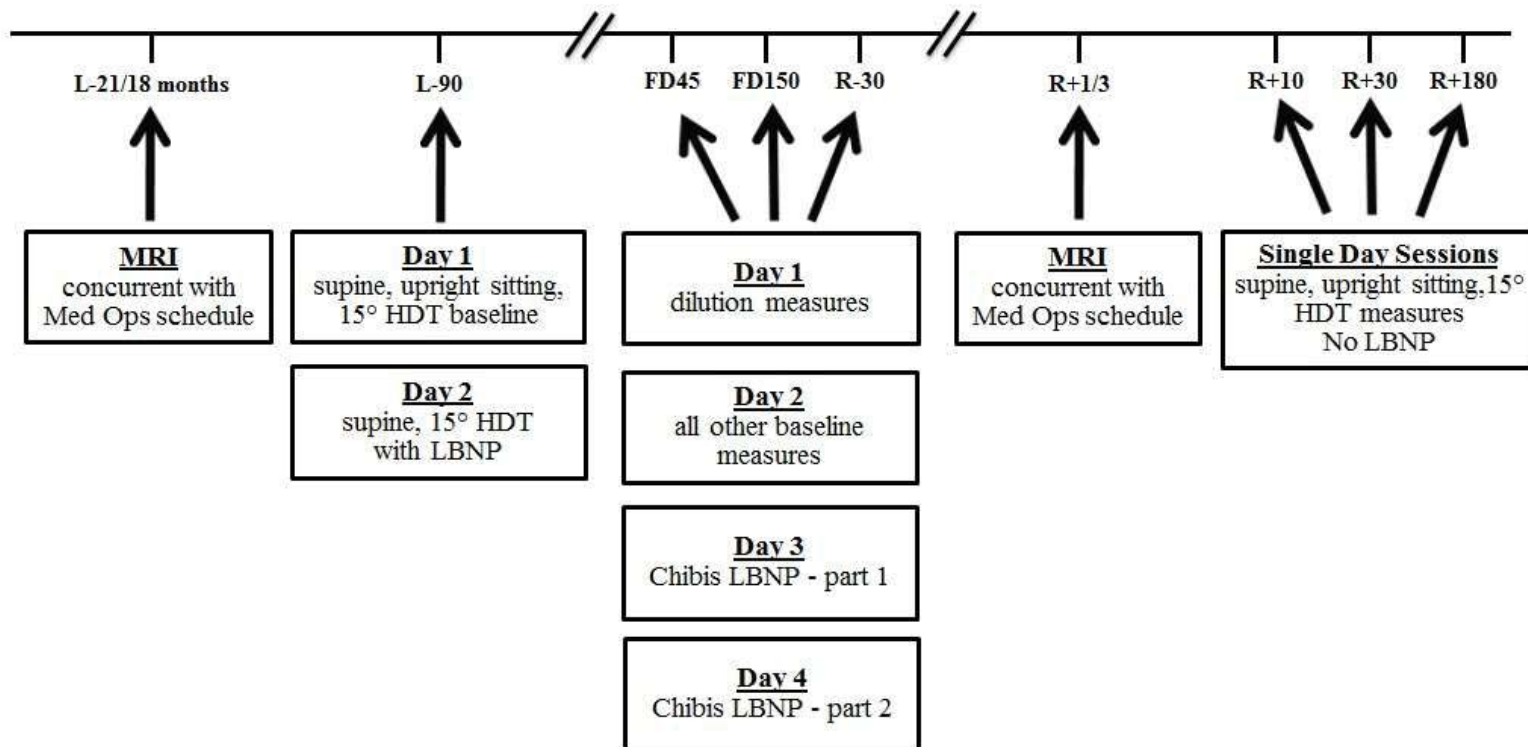 L-21/18 months
L-90
FD45
FD150
R-30
R+1/3
R+10
R+30
R+180
MRI
concurrent with
Med Ops schedule
Day 1
supine, upright sitting,
15° HDT baseline
Day 2
supine, 15° HDT
with LBNP
Day 1
dilution measures
Day 2
all other baseline
measures
Day 3
Chibis LBNP - part 1
Day 4
Chibis LBNP - part 2
MRI
concurrent with
Med Ops schedule
Single Day Sessions
supine, upright sitting,15°
HDT measures
No LBNP